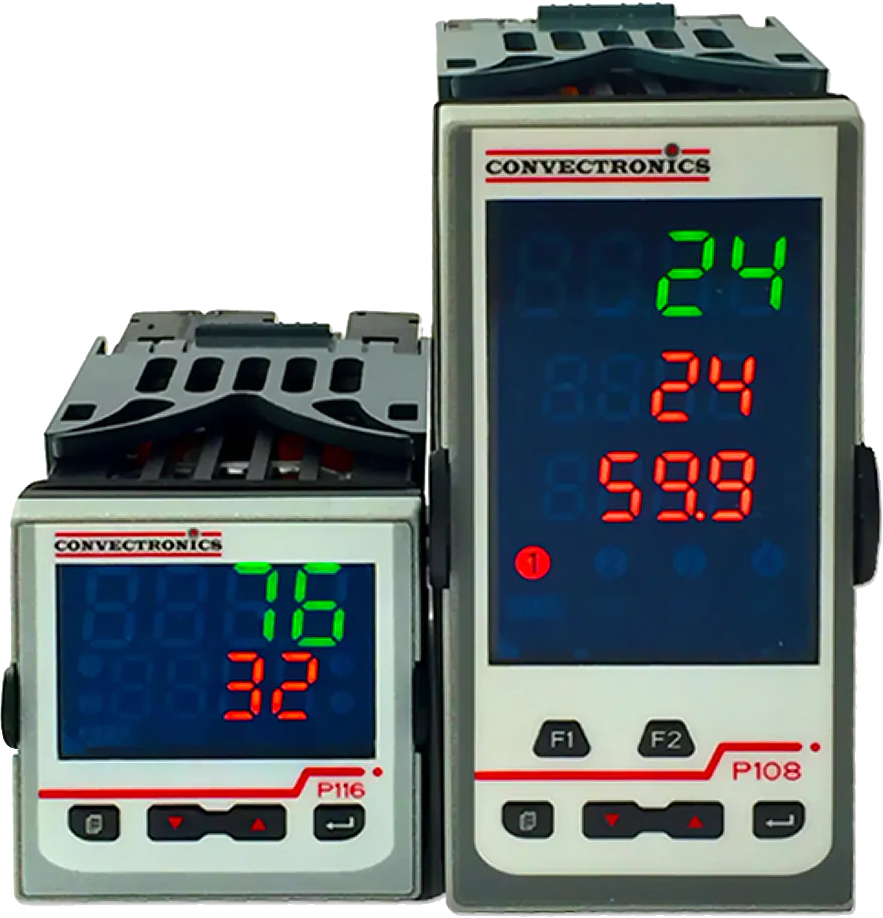 CONVECTRONICS
76
32
P116
CONVECTRONICS
24
24
59.9
1
F1 F2
P108